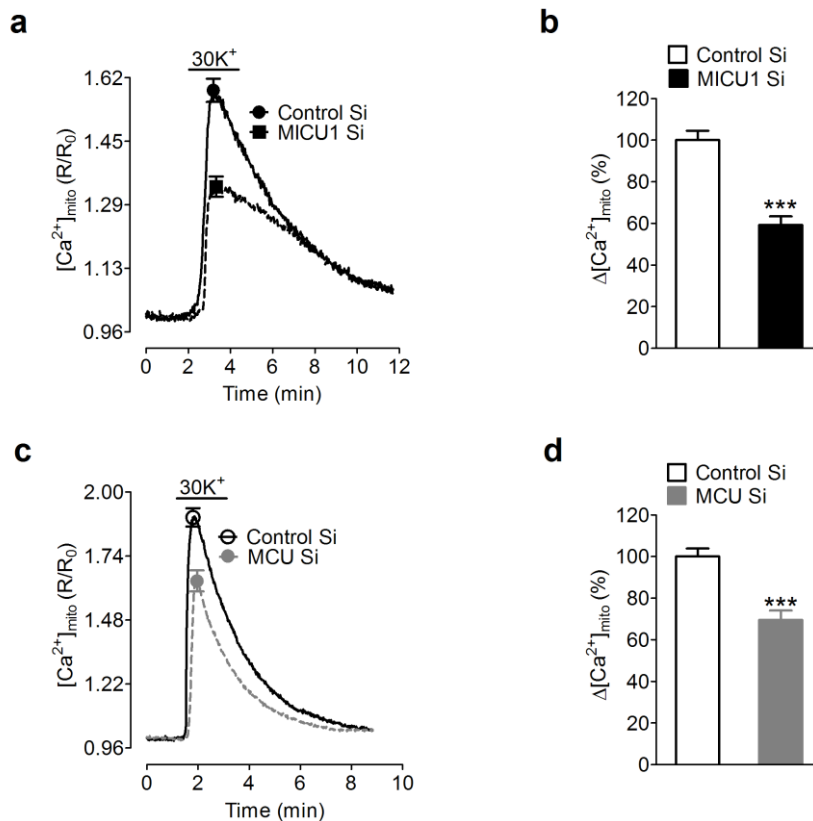 a
30K⁺
1.62
1.45
1.29
1.13
0.96
[Ca²⁺]mito (R/R₀)
Control Si
MICU1 Si
0 2 4 6 8 10 12
Time (min)
b
Control Si
MICU1 Si
120
100
80
60
40
20
0
Δ[Ca²⁺]mito (%)
***
c
30K⁺
2.00
1.74
1.48
1.22
0.96
[Ca²⁺]mito (R/R₀)
Control Si
MCU Si
0 2 4 6 8 10
Time (min)
d
Control Si
MCU Si
120
100
80
60
40
20
0
Δ[Ca²⁺]mito (%)
***